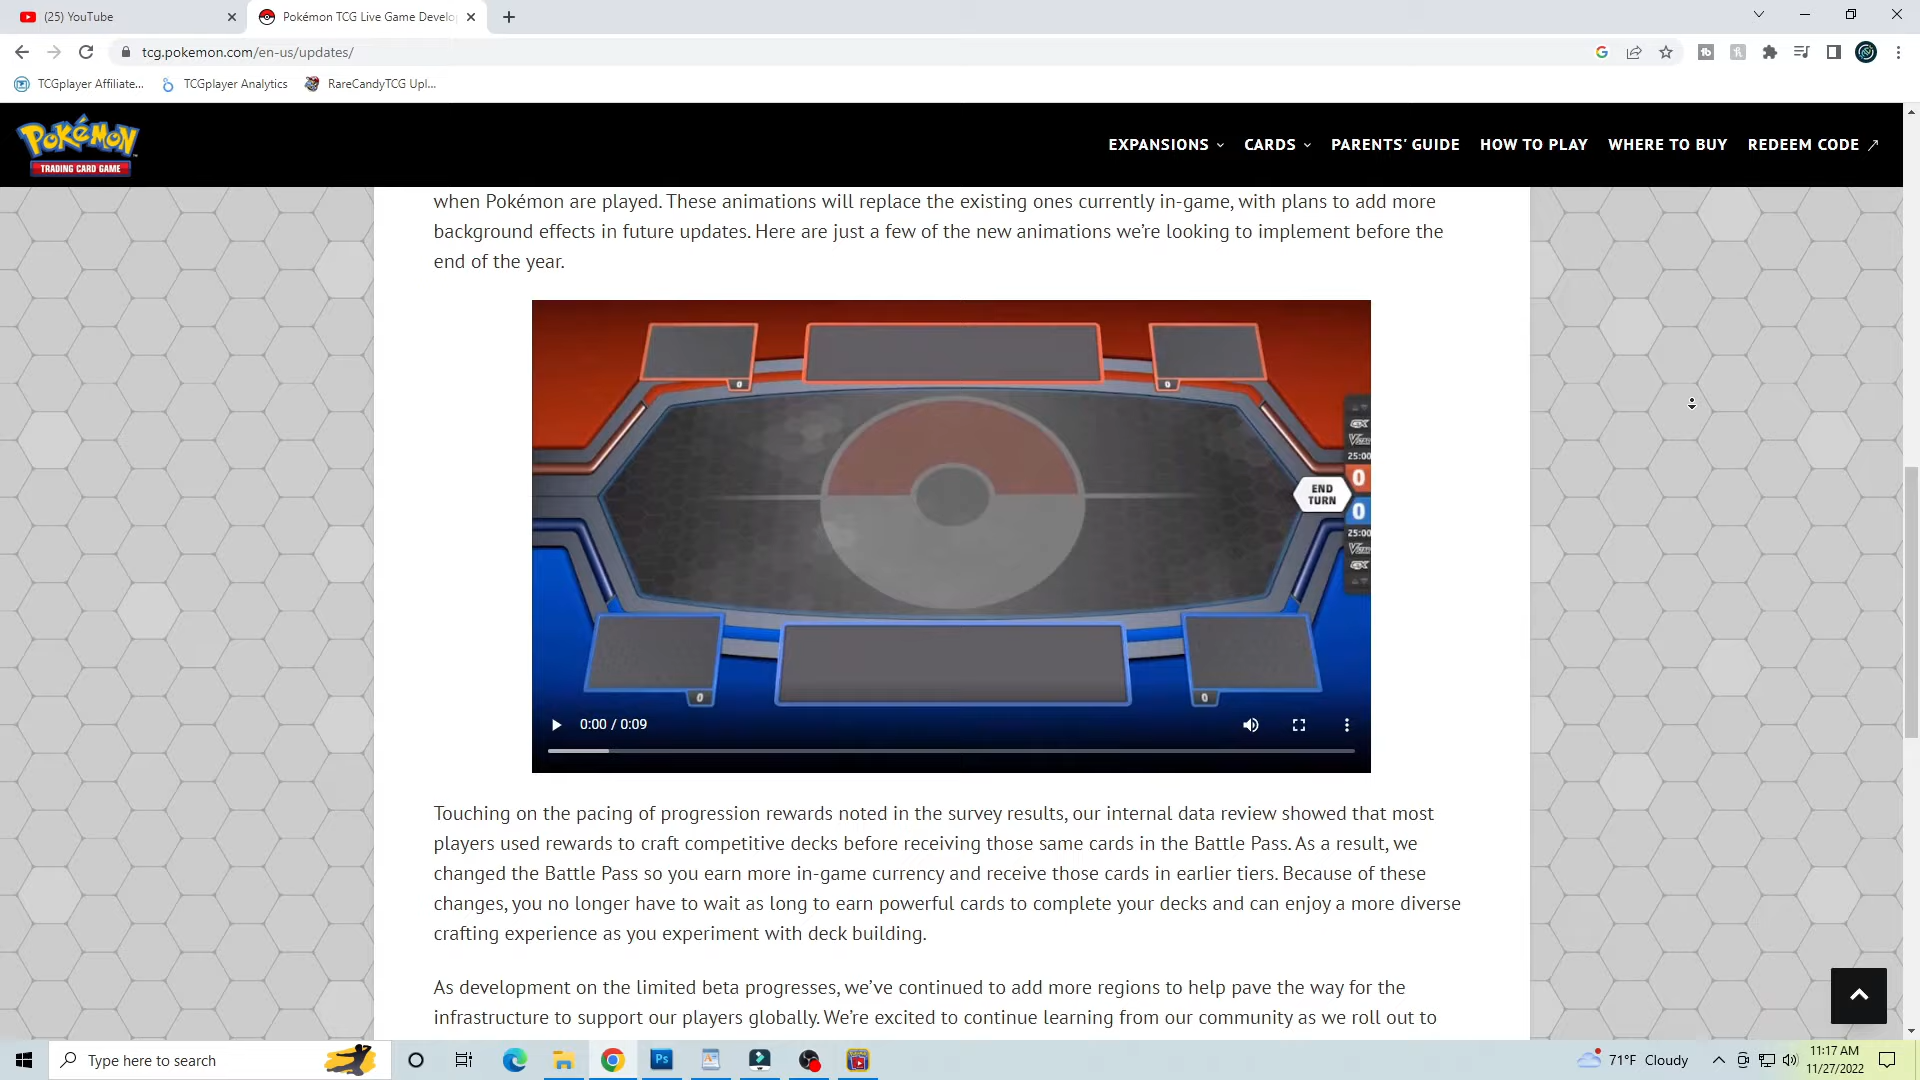 (25) YouTube
Pokémon TCG Live Game Develo
tcg.pokemon.com/en-us/updates/
TCGplayer Affiliate...
TCGplayer Analytics
RareCandyTCG Upl...
POKéMON
TRADING CARD GAME
EXPANSIONS
CARDS
PARENTS' GUIDE
HOW TO PLAY
WHERE TO BUY
REDEEM CODE
when Pokémon are played. These animations will replace the existing ones currently in-game, with plans to add more
background effects in future updates. Here are just a few of the new animations we’re looking to implement before the
end of the year.
0
0
GX
25:00
0
END
TURN
0
25:00
GX
0
0
0:00 / 0:09
Touching on the pacing of progression rewards noted in the survey results, our internal data review showed that most
players used rewards to craft competitive decks before receiving those same cards in the Battle Pass. As a result, we
changed the Battle Pass so you earn more in-game currency and receive those cards in earlier tiers. Because of these
changes, you no longer have to wait as long to earn powerful cards to complete your decks and can enjoy a more diverse
crafting experience as you experiment with deck building.
As development on the limited beta progresses, we’ve continued to add more regions to help pave the way for the
infrastructure to support our players globally. We’re excited to continue learning from our community as we roll out to
Type here to search
Ps
71°F Cloudy
11:17 AM
11/27/2022